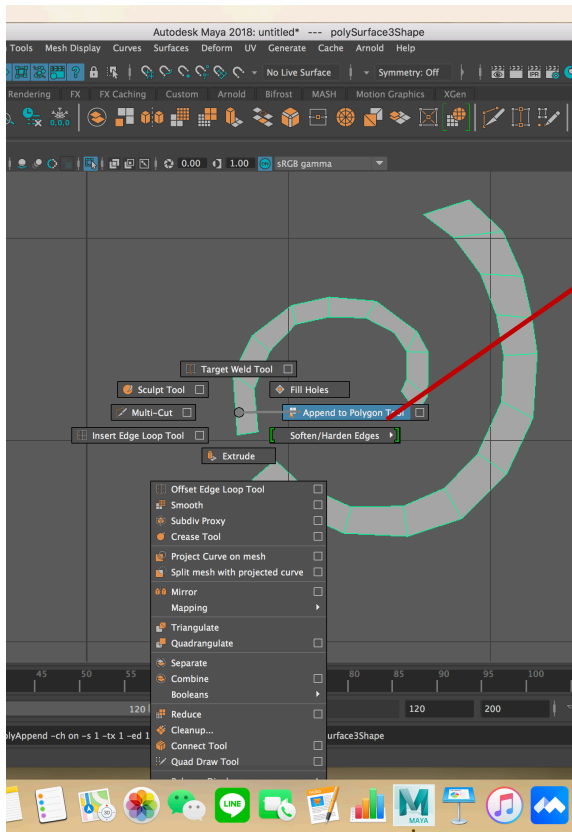 Autodesk Maya 2018: untitled* --- polySurface3Shape
Tools Mesh Display Curves Surfaces Deform UV Generate Cache Arnold Help
No Live Surface Symmetry: Off
Rendering FX FX Caching Custom Arnold Bifrost MASH Motion Graphics XGen
0.00 1.00 sRGB gamma
Target Weld Tool
Sculpt Tool Fill Holes
Multi-Cut Append to Polygon Tool
Insert Edge Loop Tool Soften/Harden Edges
Extrude
Offset Edge Loop Tool
Smooth
Subdiv Proxy
Crease Tool
Project Curve on mesh
Split mesh with projected curve
Mirror
Mapping
Triangulate
Quadrangulate
Separate
Combine
Booleans
Reduce
Cleanup...
Connect Tool
Quad Draw Tool
45 50 55 80 85 90 95 100
120 120 200
olyAppend -ch on -s 1 -tx 1 -ed 1 urface3Shape
LINE
MAYA